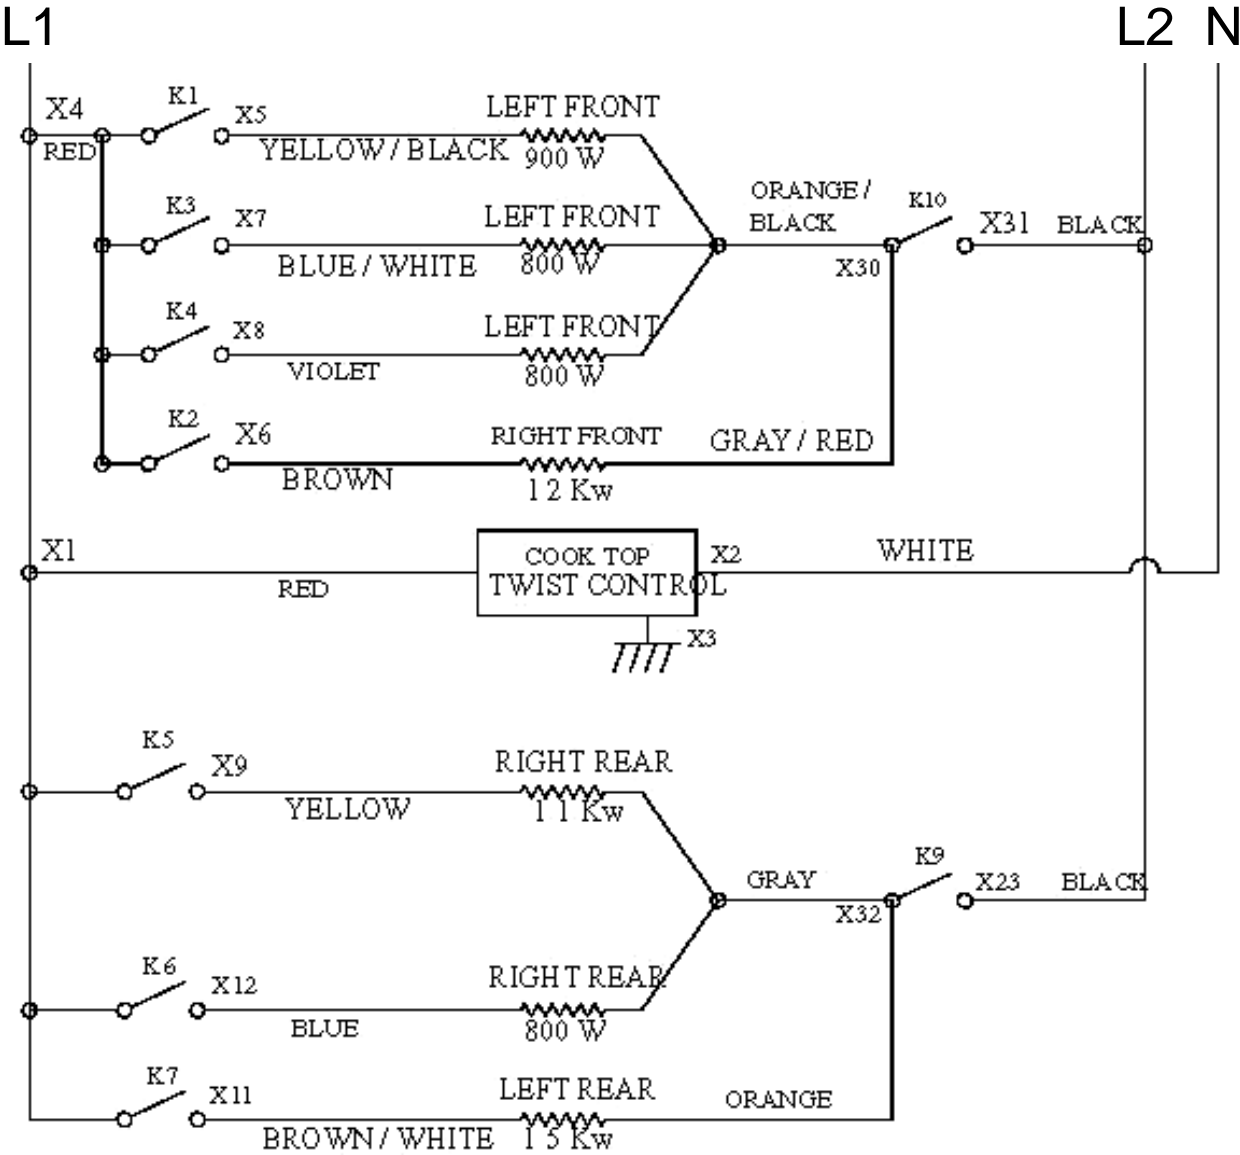 L1
L2 N
X4
K1
X5
LEFT FRONT
RED
YELLOW / BLACK
900 W
K3
X7
LEFT FRONT
BLUE / WHITE
800 W
ORANGE /
BLACK
K10
X31
BLACK
X30
K4
X8
LEFT FRONT
VIOLET
800 W
K2
X6
RIGHT FRONT
GRAY / RED
BROWN
1 2 Kw
X1
RED
COOK TOP
TWIST CONTROL
X2
WHITE
X3
K5
X9
RIGHT REAR
YELLOW
1 1 Kw
GRAY
K9
X23
BLACK
X32
K6
X12
RIGHT REAR
BLUE
800 W
K7
X11
LEFT REAR
ORANGE
BROWN / WHITE
1 5 Kw